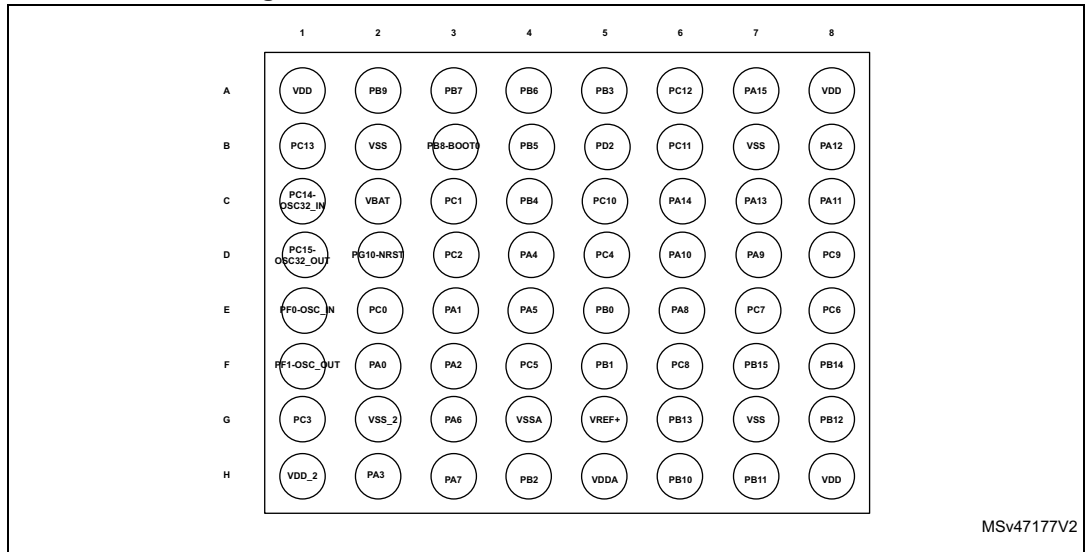 1 2 3 4 5 6 7 8
A VDD PB9 PB7 PB6 PB3 PC12 PA15 VDD
B PC13 VSS PB8-BOOT0 PB5 PD2 PC11 VSS PA12
C PC14-OSC32_IN VBAT PC1 PB4 PC10 PA14 PA13 PA11
D PC15-OSC32_OUT PG10-NRST PC2 PA4 PC4 PA10 PA9 PC9
E PF0-OSC_IN PC0 PA1 PA5 PB0 PA8 PC7 PC6
F PF1-OSC_OUT PA0 PA2 PC5 PB1 PC8 PB15 PB14
G PC3 VSS_2 PA6 VSSA VREF+ PB13 VSS PB12
H VDD_2 PA3 PA7 PB2 VDDA PB10 PB11 VDD
MSv47177V2